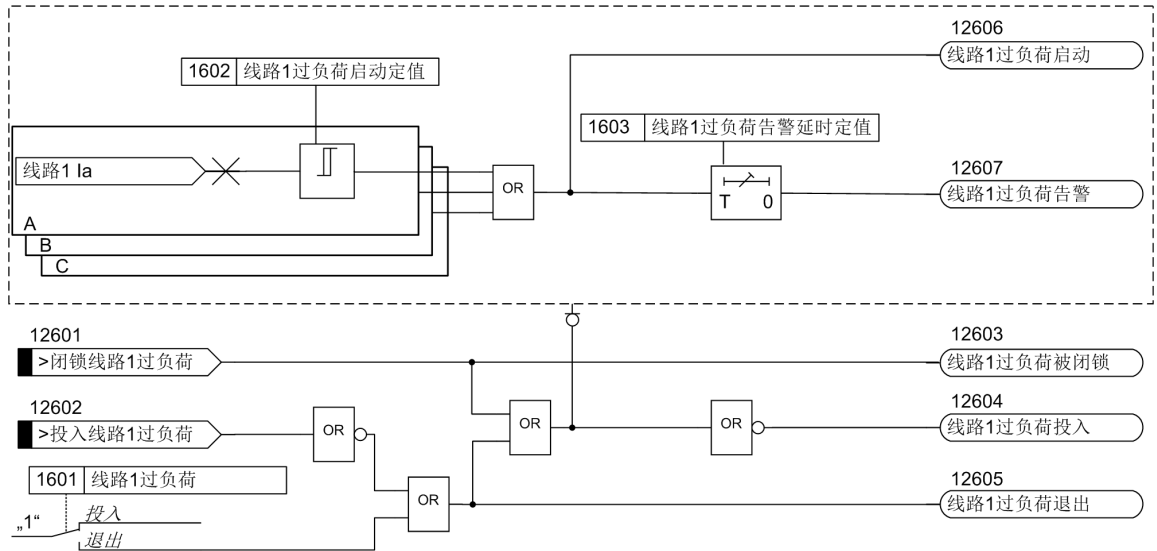 12606
线路1过负荷启动
1602 线路1过负荷启动定值
1603 线路1过负荷告警延时定值
线路1 Ia
OR
T 0
12607
线路1过负荷告警
A
B
C
12601
>闭锁线路1过负荷
12603
线路1过负荷被闭锁
12602
>投入线路1过负荷
OR
OR
OR
12604
线路1过负荷投入
1601 线路1过负荷
OR
12605
线路1过负荷退出
„1“
投入
退出